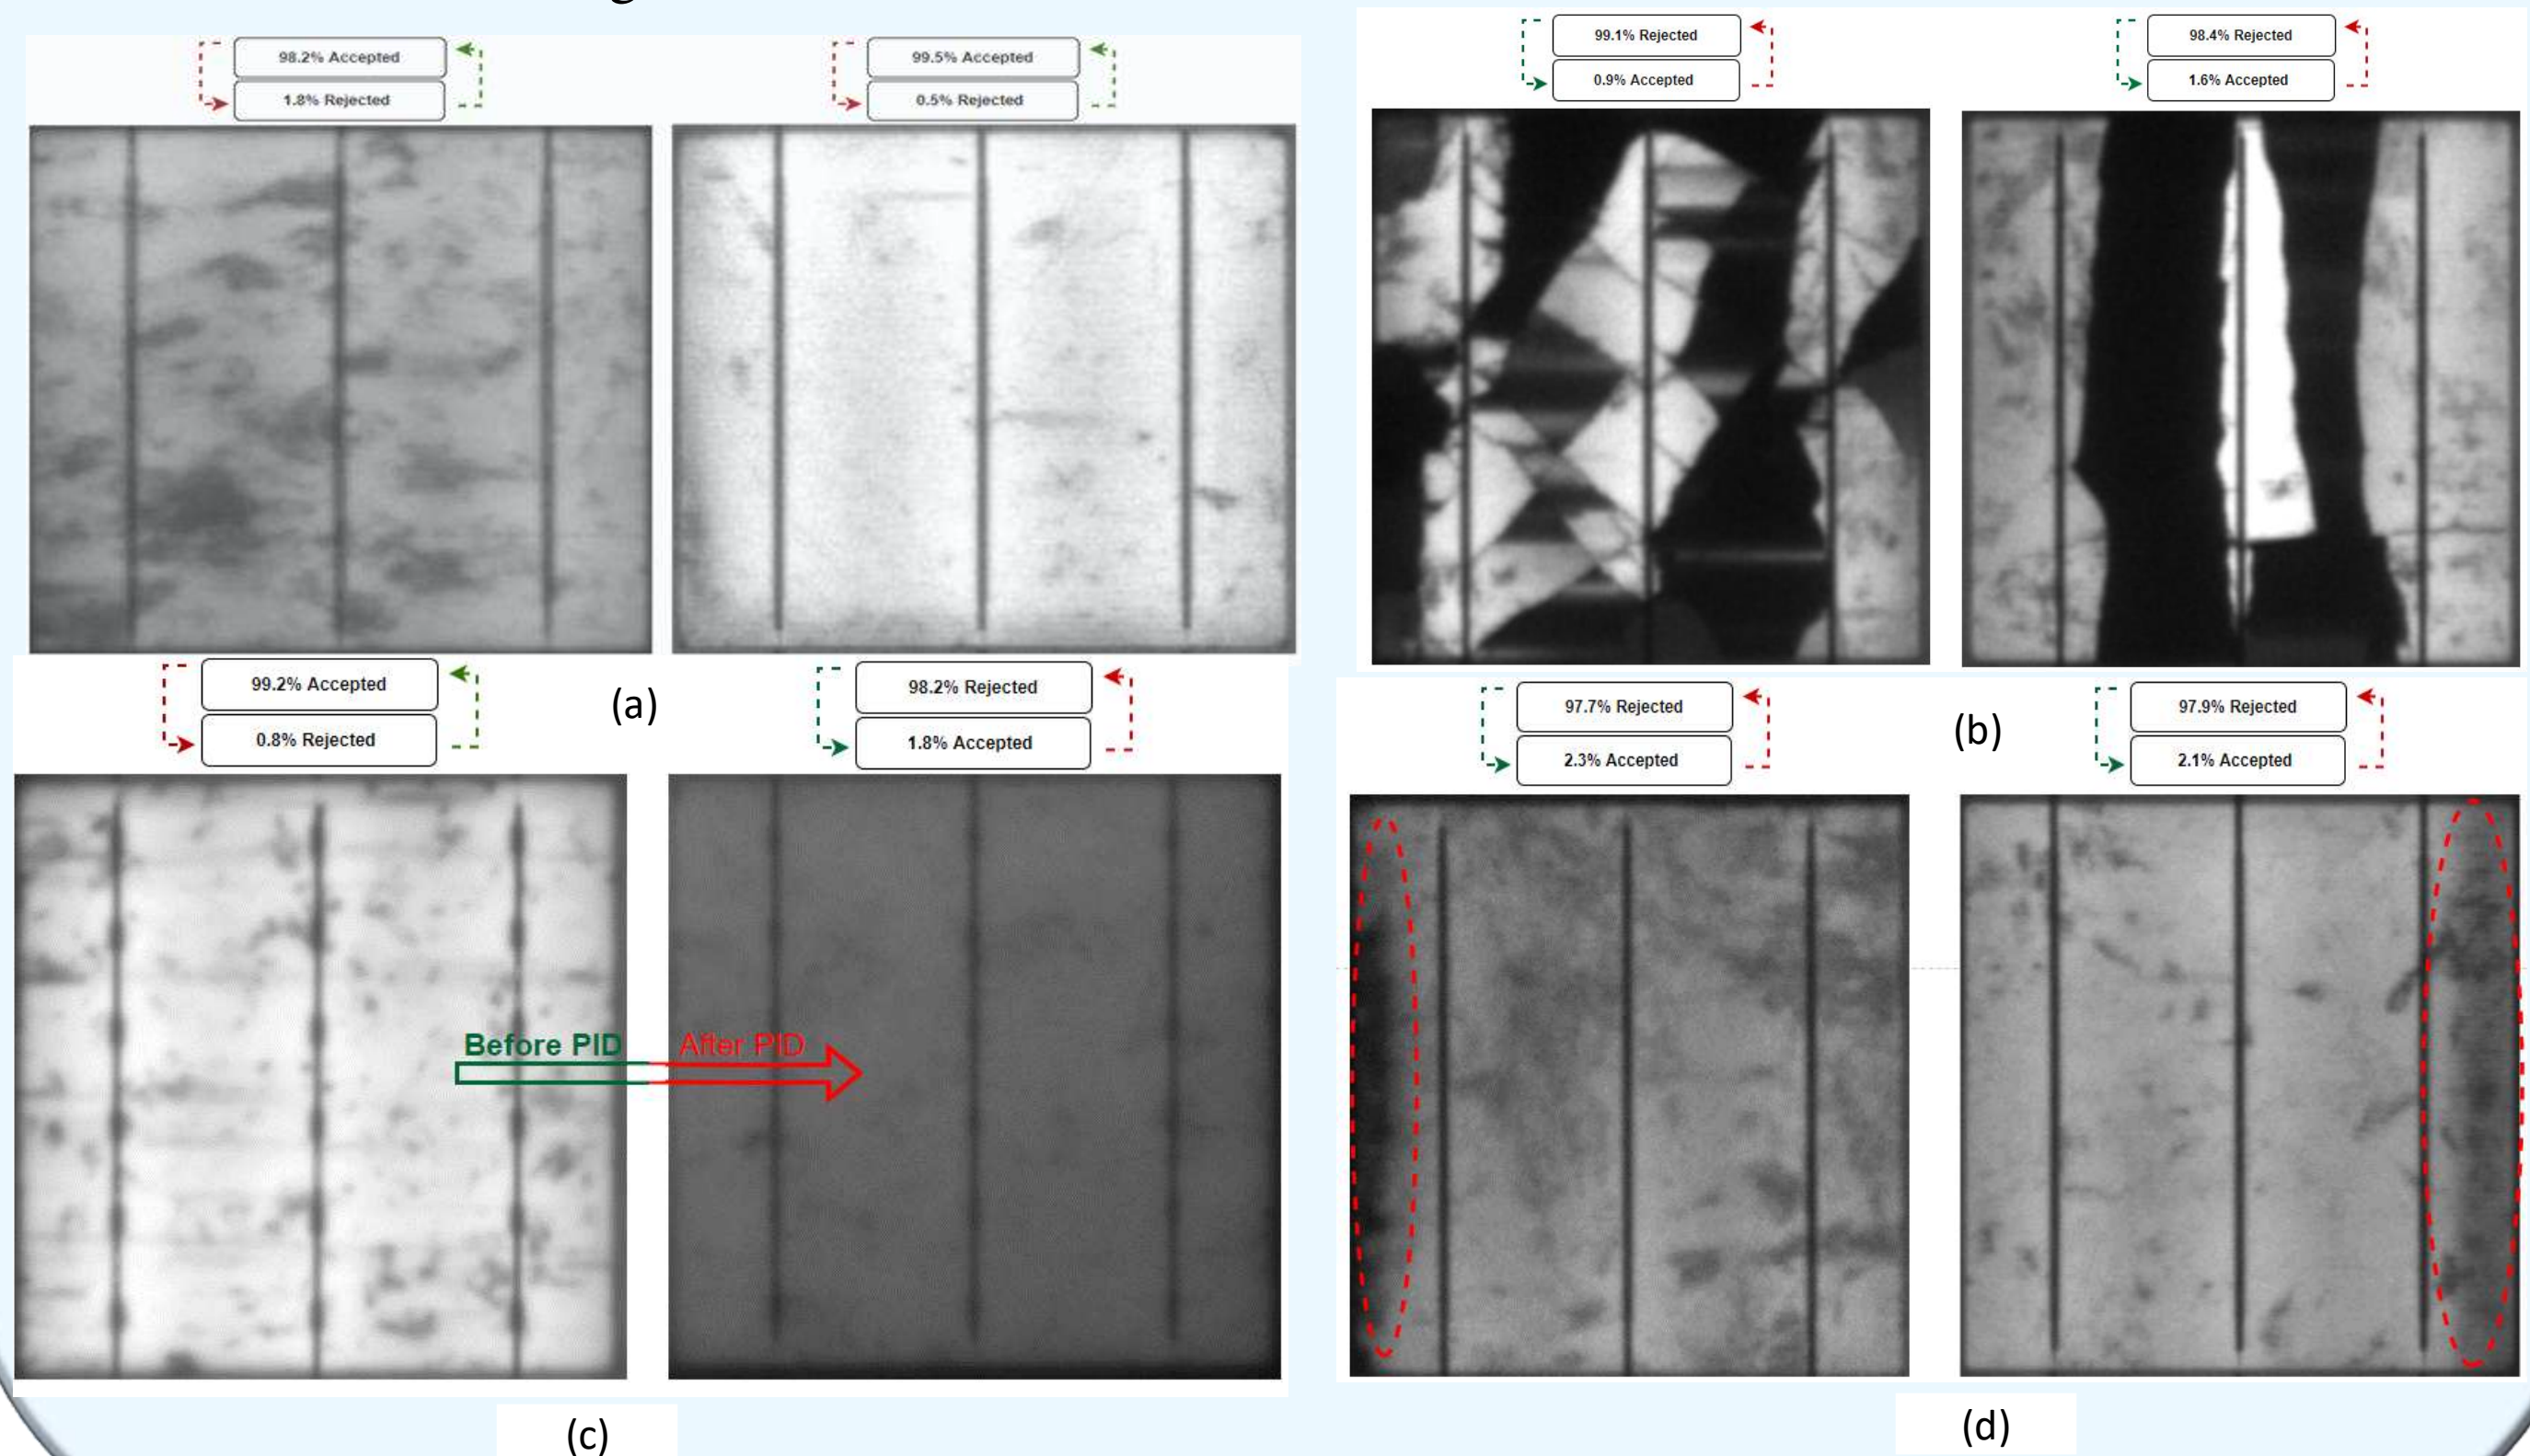 98.2% Accepted
1.8% Rejected
99.5% Accepted
0.5% Rejected
99.1% Rejected
0.9% Accepted
98.4% Rejected
1.6% Accepted
(a)
(b)
99.2% Accepted
0.8% Rejected
98.2% Rejected
1.8% Accepted
97.7% Rejected
2.3% Accepted
97.9% Rejected
2.1% Accepted
Before PID
After PID
(c)
(d)